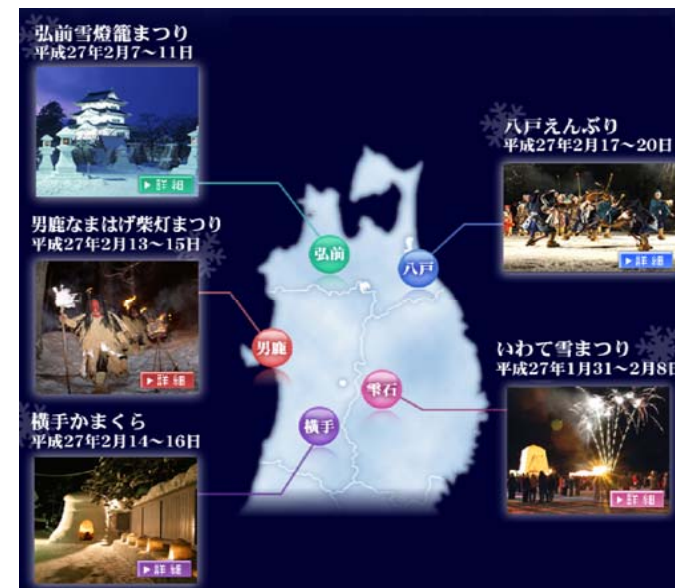 弘前雪燈籠まつり
平成27年2月7〜11日
▶詳細
八戸えんぶり
平成27年2月17〜20日
▶詳細
男鹿なまはげ柴灯まつり
平成27年2月13〜15日
▶詳細
弘前
八戸
男鹿
雫石
横手
いわて雪まつり
平成27年1月31〜2月8日
▶詳細
横手かまくら
平成27年2月14〜16日
▶詳細